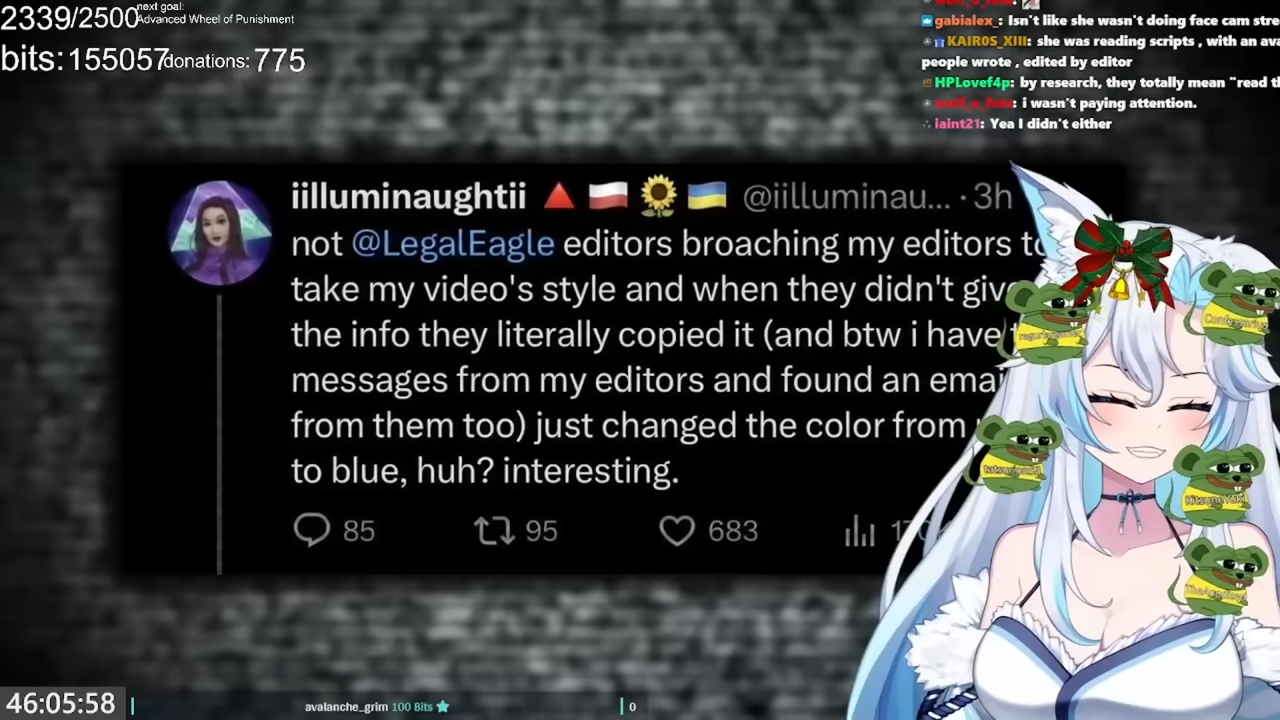 2339/2500
next goal:
Advanced Wheel of Punishment
bits:155057
donations: 775
gabialex_: Isn't like she wasn't doing face cam stre
KAIR0S_XIII: she was reading scripts , with an ava
people wrote , edited by editor
HPLovef4p: by research, they totally mean "read th
i wasn't paying attention.
iaint21: Yea I didn't either
iilluminaughtii 🔺 🇵🇱 🌻 🇺🇦 @iilluminau... · 3h
not @LegalEagle editors broaching my editors to
take my video's style and when they didn't give
the info they literally copied it (and btw i have
messages from my editors and found an emai
from them too) just changed the color from
to blue, huh? interesting.
85 95 683
Confessarius
KitsuneYuki
46:05:58
avalanche_grim 100 Bits
0